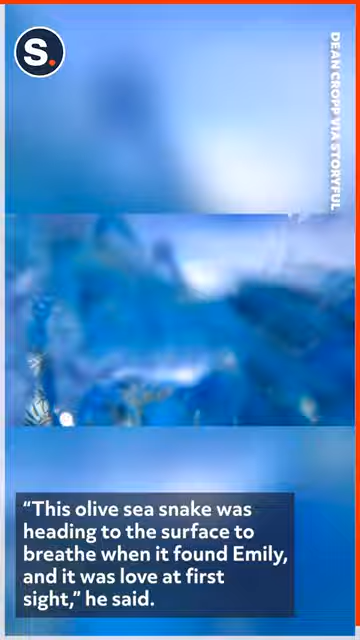 S.
DEAN CROPP VIA STORYFUL
“This olive sea snake was
heading to the surface to
breathe when it found Emily,
and it was love at first
sight,” he said.